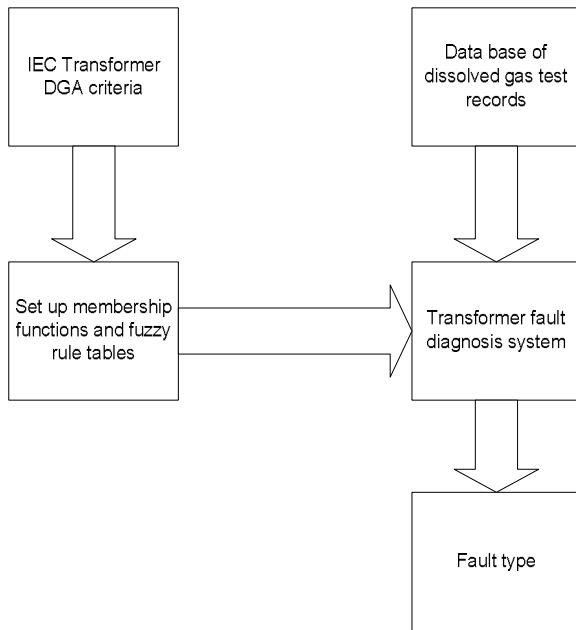 IEC Transformer
DGA criteria
Data base of
dissolved gas test
records
Set up membership
functions and fuzzy
rule tables
Transformer fault
diagnosis system
Fault type